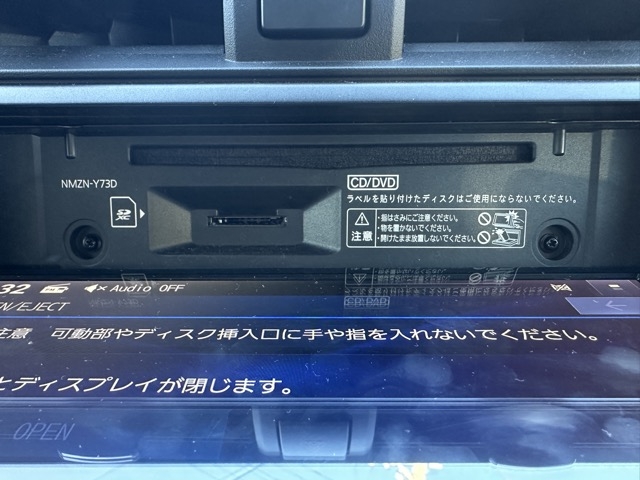 NMZN-Y73D
CD/DVD
ラベルを貼り付けたディスクはご使用にならないでください。
SD
XC
注意
・指はさみにご注意ください。
・物を置かないでください。
・開けたまま放置しないでください。
32 Audio OFF
N/EJECT
注意 可動部やディスク挿入口に手や指を入れないでください。
とディスプレイが閉じます。
OPEN